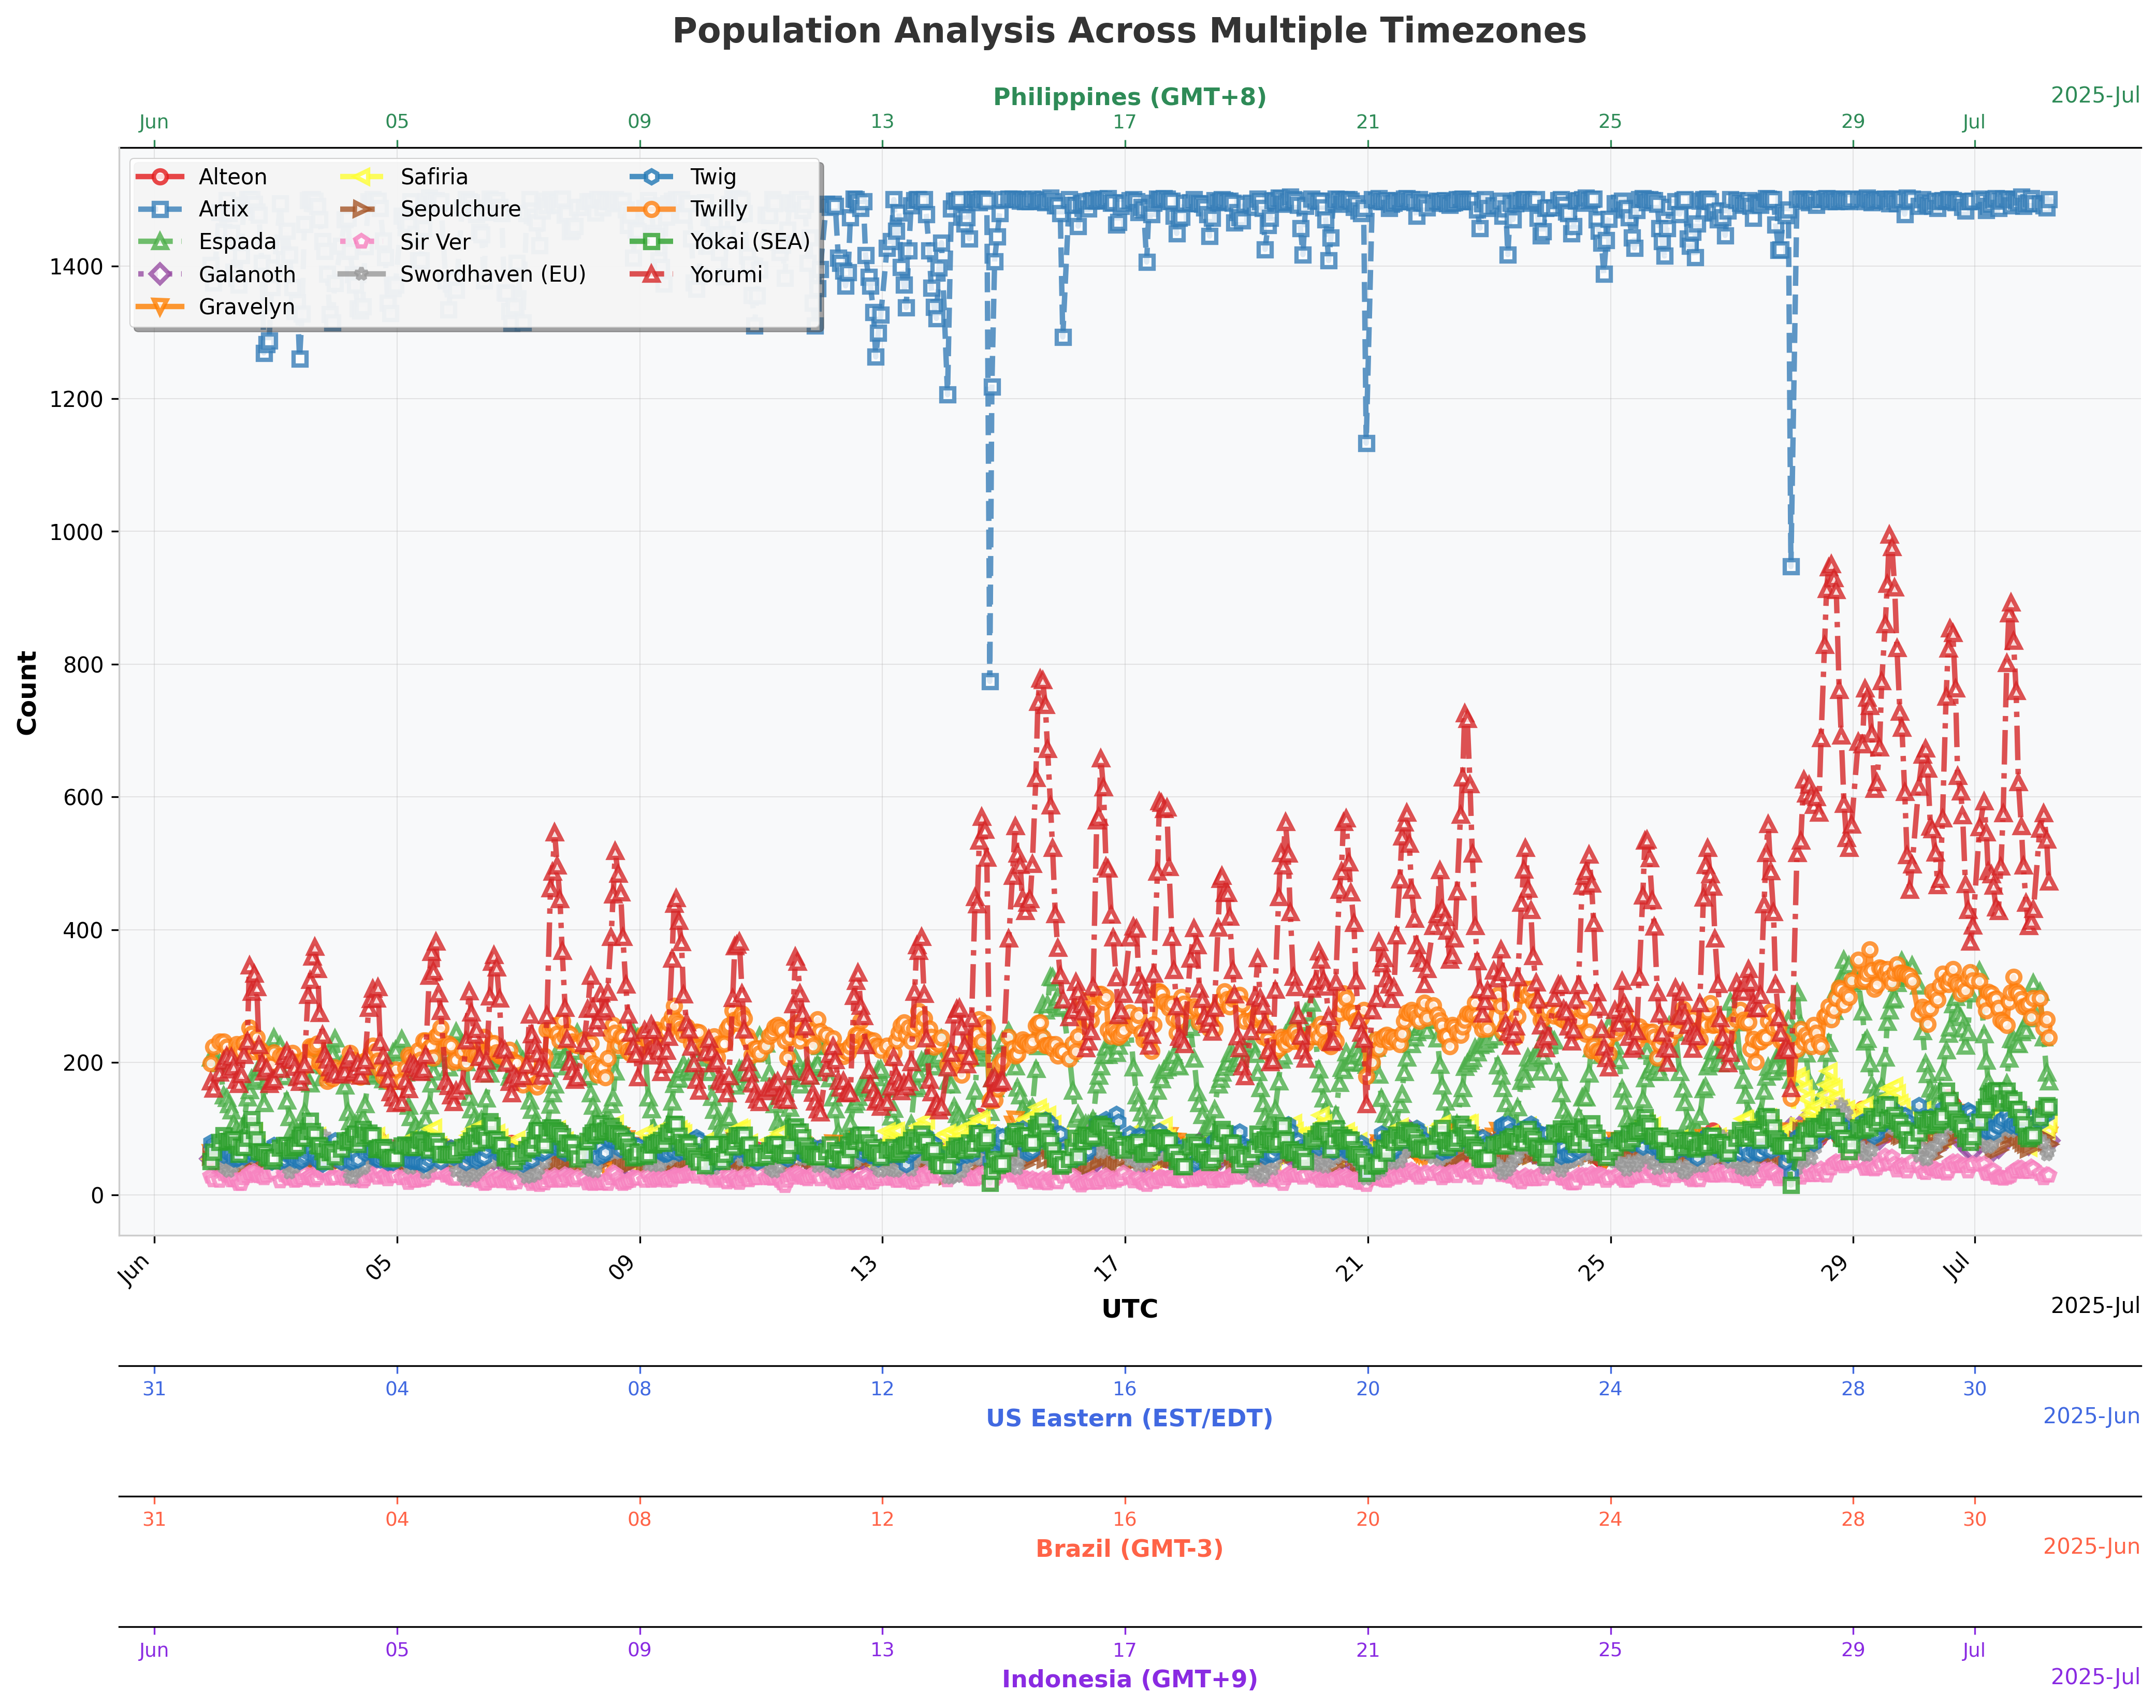 Population Analysis Across Multiple Timezones
Philippines (GMT+8)
2025-Jul
Jun 05 09 13 17 21 25 29 Jul
Alteon
Artix
Espada
Galanoth
Gravelyn
Safiria
Sepulchure
Sir Ver
Swordhaven (EU)
Twig
Twilly
Yokai (SEA)
Yorumi
Count
1400
1200
1000
800
600
400
200
0
Jun 05 09 13 17 21 25 29 Jul
UTC
2025-Jul
31 04 08 12 16 20 24 28 30
US Eastern (EST/EDT)
2025-Jun
31 04 08 12 16 20 24 28 30
Brazil (GMT-3)
2025-Jun
Jun 05 09 13 17 21 25 29 Jul
Indonesia (GMT+9)
2025-Jul